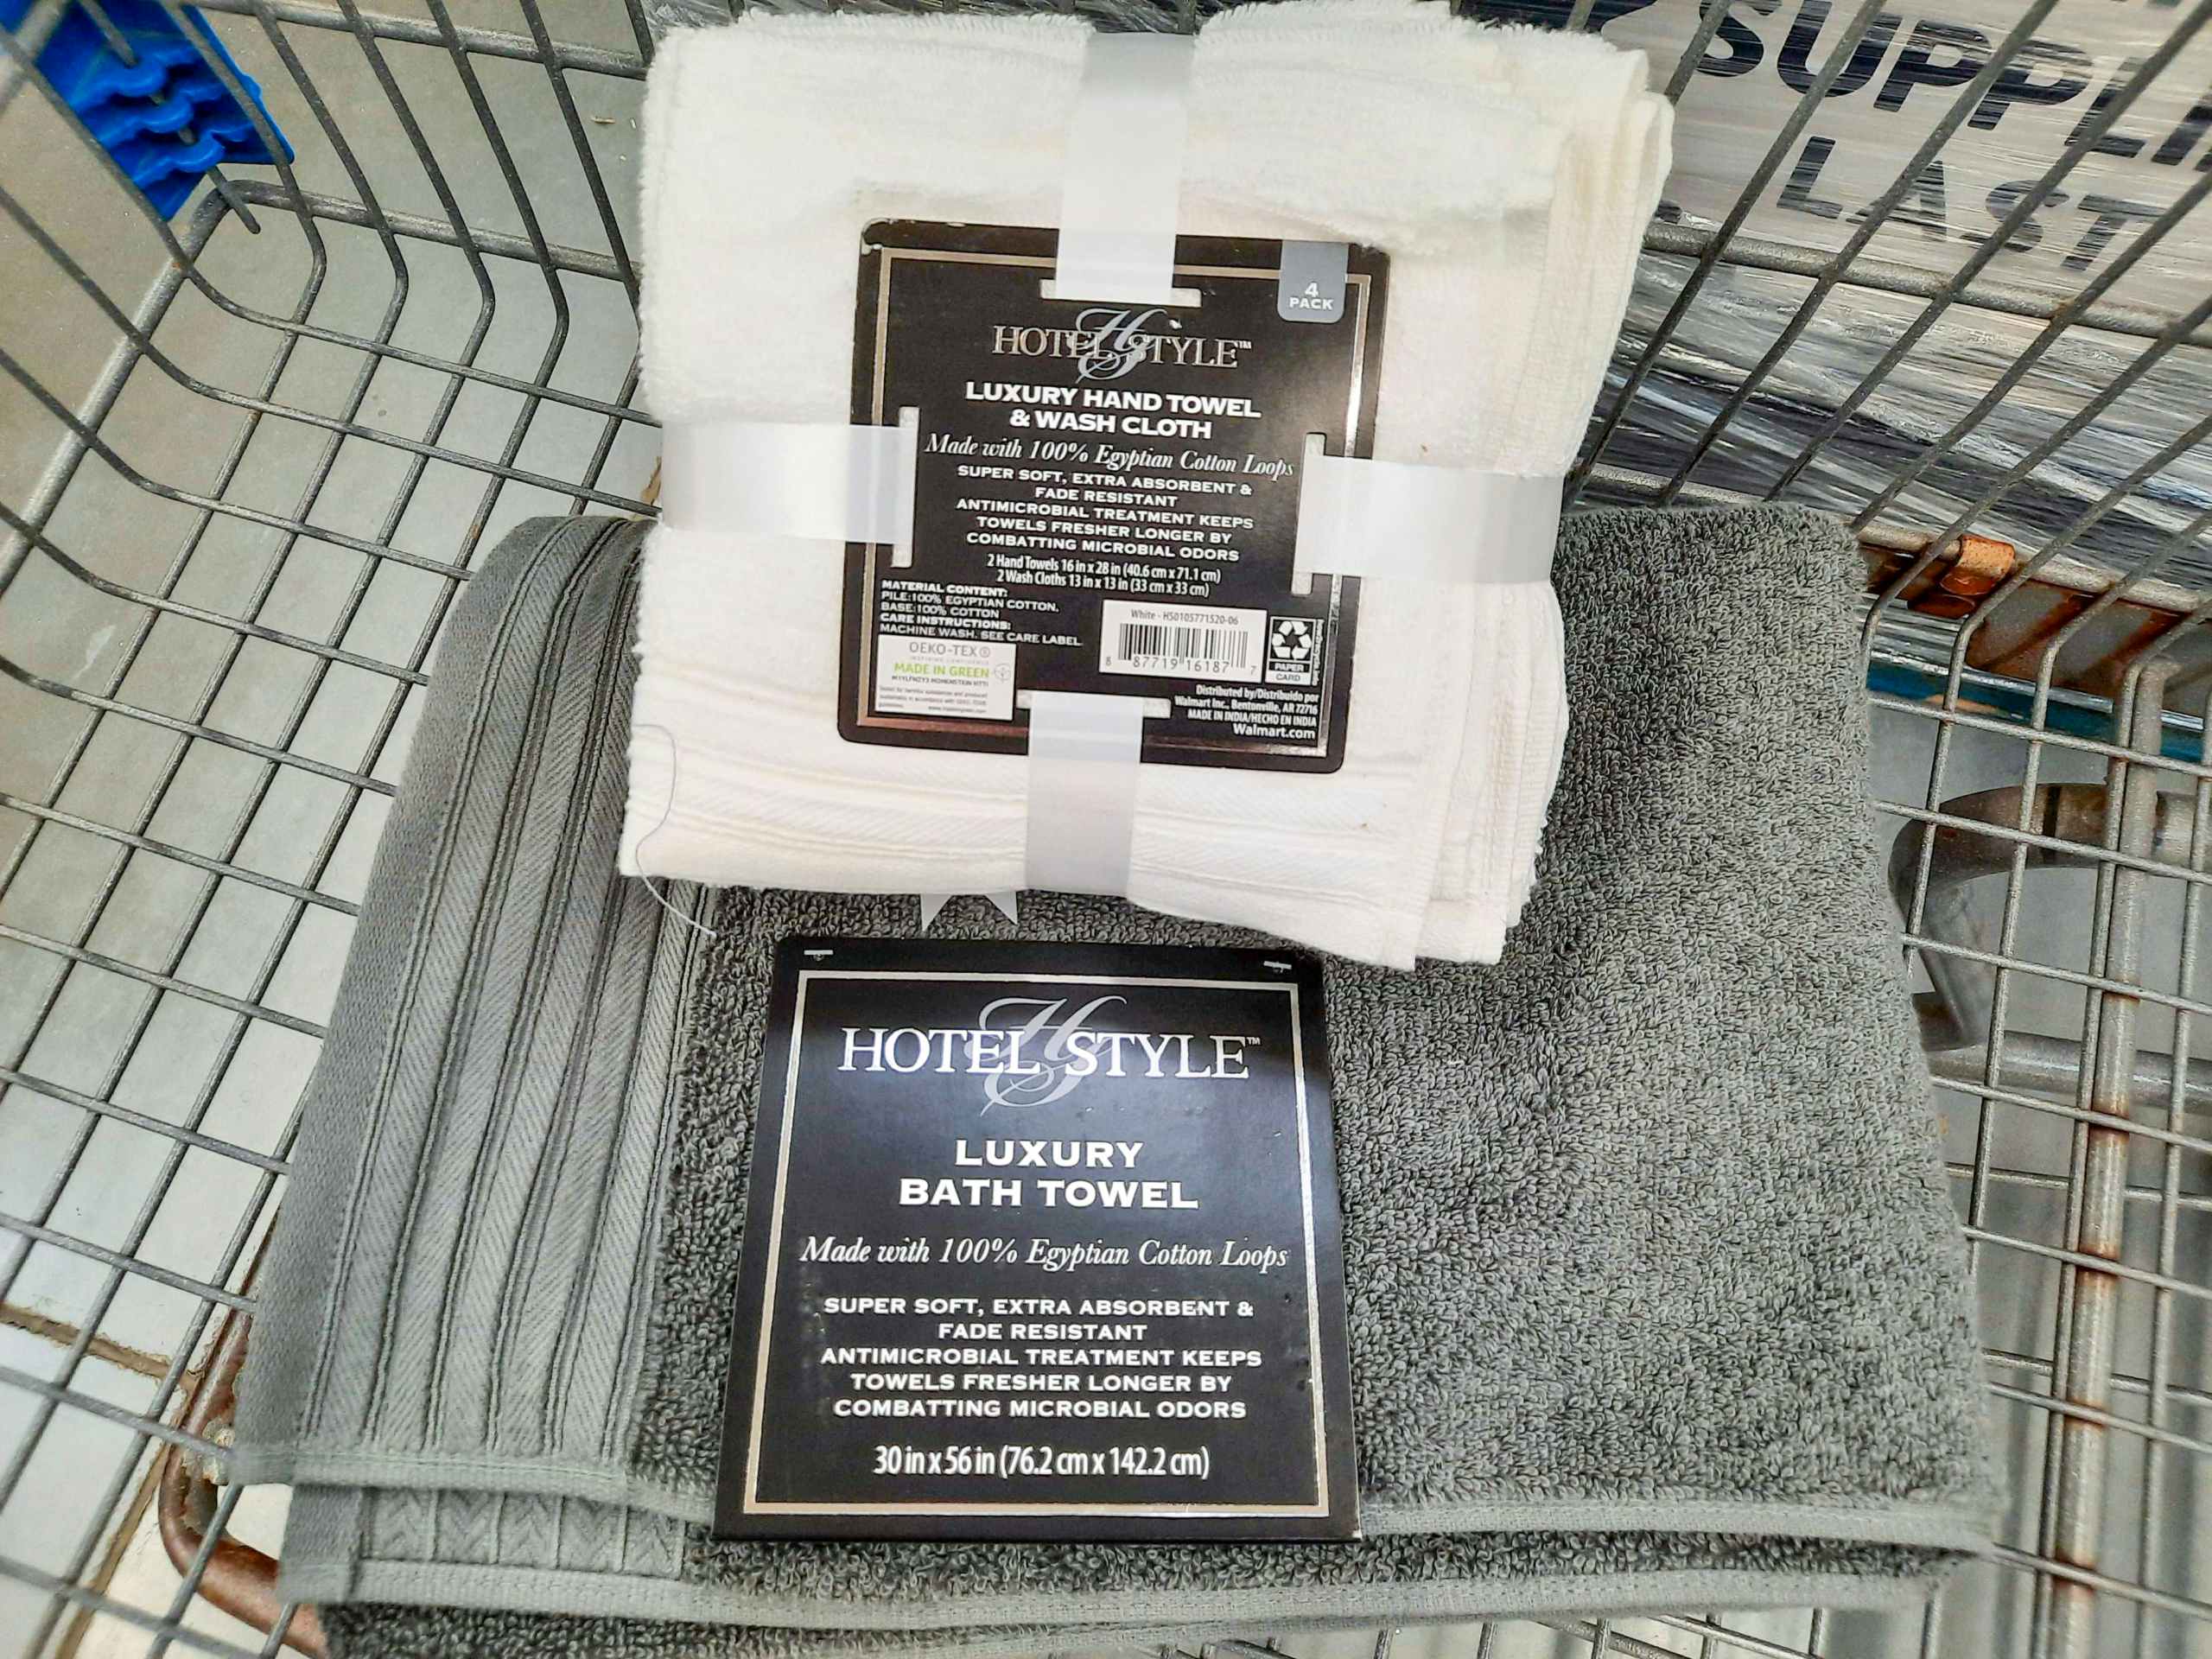 SUPPLI
LAST
4
PACK
HOTEL STYLE™
LUXURY HAND TOWEL
& WASH CLOTH
Made with 100% Egyptian Cotton Loops
SUPER SOFT, EXTRA ABSORBENT &
FADE RESISTANT
ANTIMICROBIAL TREATMENT KEEPS
TOWELS FRESHER LONGER BY
COMBATTING MICROBIAL ODORS
2 Hand Towels 16 in x 28 in (40.6 cm x 71.1 cm)
2 Wash Cloths 13 in x 13 in (33 cm x 33 cm)
MATERIAL CONTENT:
PILE:100% EGYPTIAN COTTON.
BASE:100% COTTON
CARE INSTRUCTIONS:
MACHINE WASH. SEE CARE LABEL.
OEKO-TEX®
INSPIRING CONFIDENCE
MADE IN GREEN
White - HS0105771520-06
8 87719 16187 7
PAPER
CARD
Distributed by/Distribuido por
Walmart Inc., Bentonville, AR 72716
MADE IN INDIA/HECHO EN INDIA
Walmart.com
HOTEL STYLE™
LUXURY
BATH TOWEL
Made with 100% Egyptian Cotton Loops
SUPER SOFT, EXTRA ABSORBENT &
FADE RESISTANT
ANTIMICROBIAL TREATMENT KEEPS
TOWELS FRESHER LONGER BY
COMBATTING MICROBIAL ODORS
30 in x 56 in (76.2 cm x 142.2 cm)